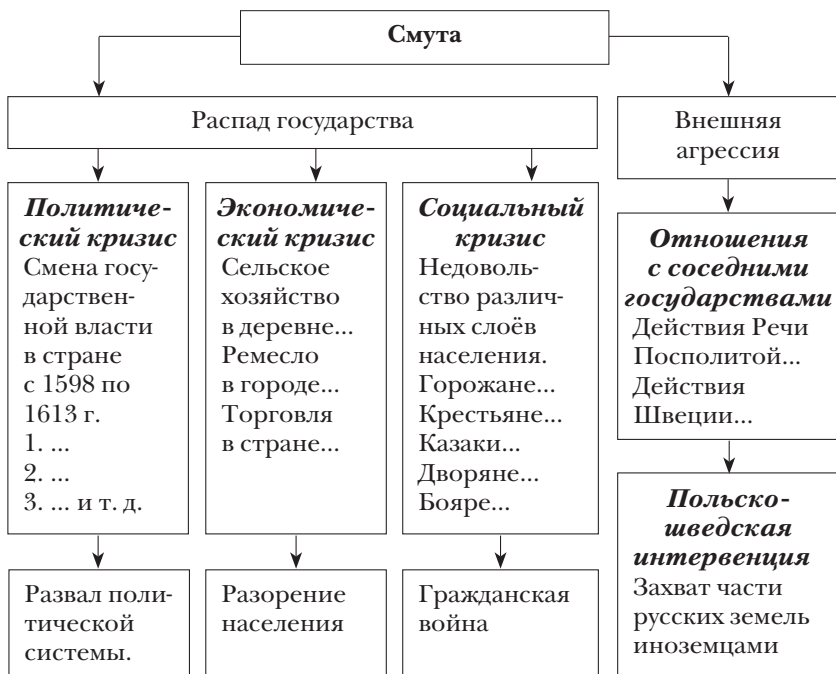 Смута
Распад государства
Внешняя
агрессия
Политиче-
ский кризис
Смена госу-
дарствен-
ной власти
в стране
с 1598 по
1613 г.
1. ...
2. ...
3. ... и т. д.
Экономиче-
ский кризис
Сельское
хозяйство
в деревне...
Ремесло
в городе...
Торговля
в стране...
Социальный
кризис
Недоволь-
ство различ-
ных слоёв
населения.
Горожане...
Крестьяне...
Казаки...
Дворяне...
Бояре...
Отношения
с соседними
государствами
Действия Речи
Посполитой...
Действия
Швеции...
Развал поли-
тической
системы.
Разорение
населения
Гражданская
война
Польско-
шведская
интервенция
Захват части
русских земель
иноземцами